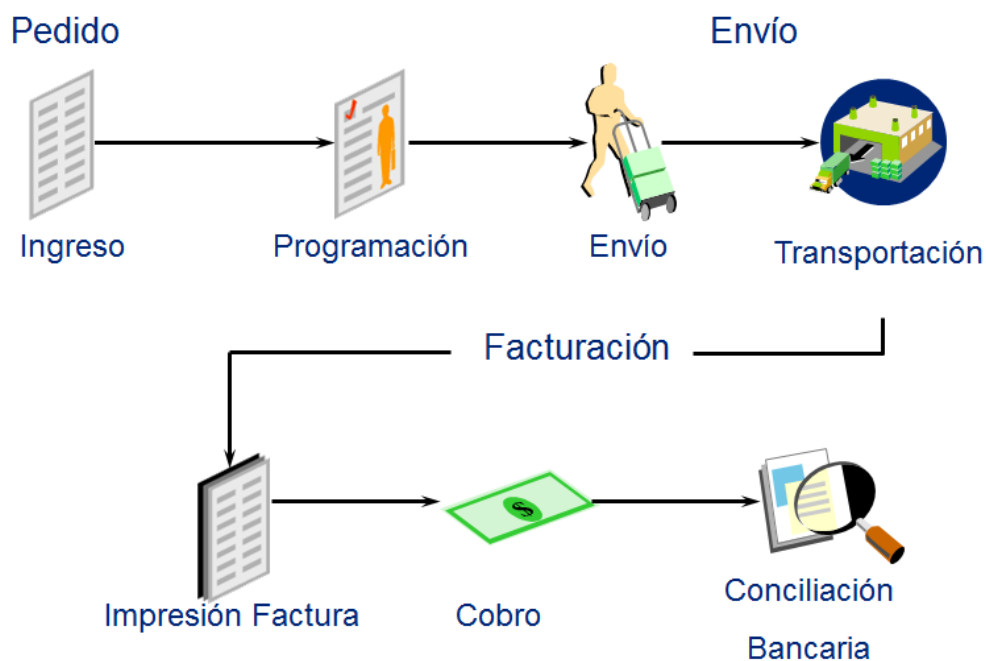 Pedido
Envío
Ingreso
Programación
Envío
Transportación
Facturación
$
Impresión Factura
Cobro
Conciliación
Bancaria